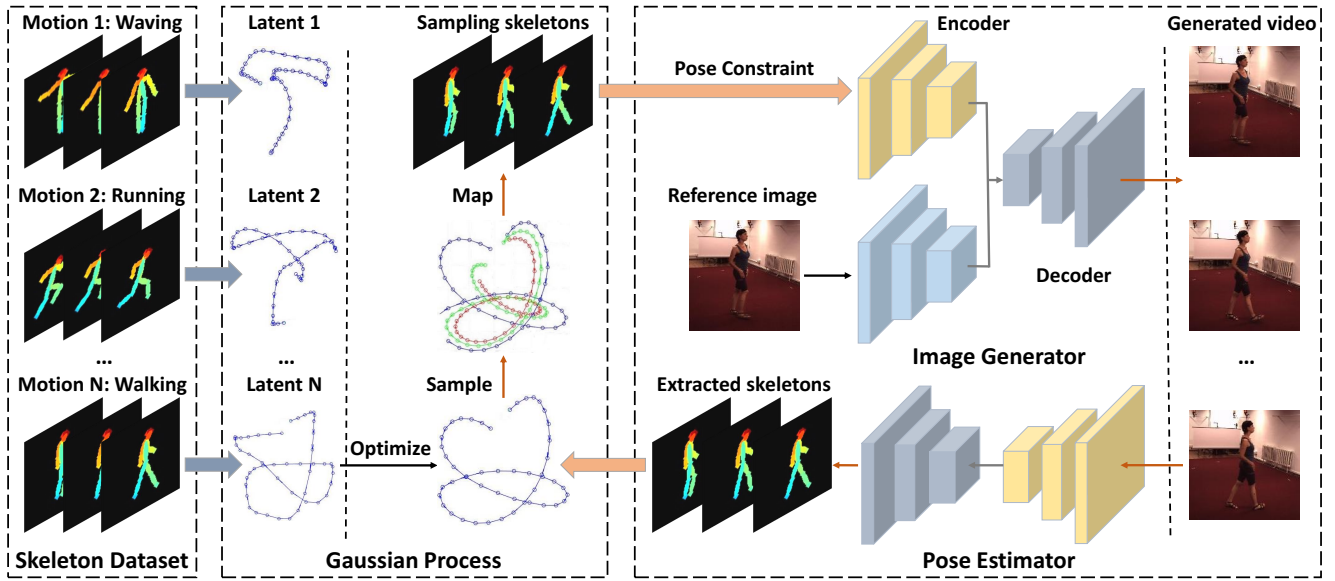 Motion 1: Waving
Motion 2: Running
...
Motion N: Walking
Skeleton Dataset
Latent 1
Latent 2
...
Latent N
Optimize
Sampling skeletons
Map
Sample
Gaussian Process
Pose Constraint
Encoder
Reference image
Decoder
Image Generator
Generated video
...
Extracted skeletons
Pose Estimator